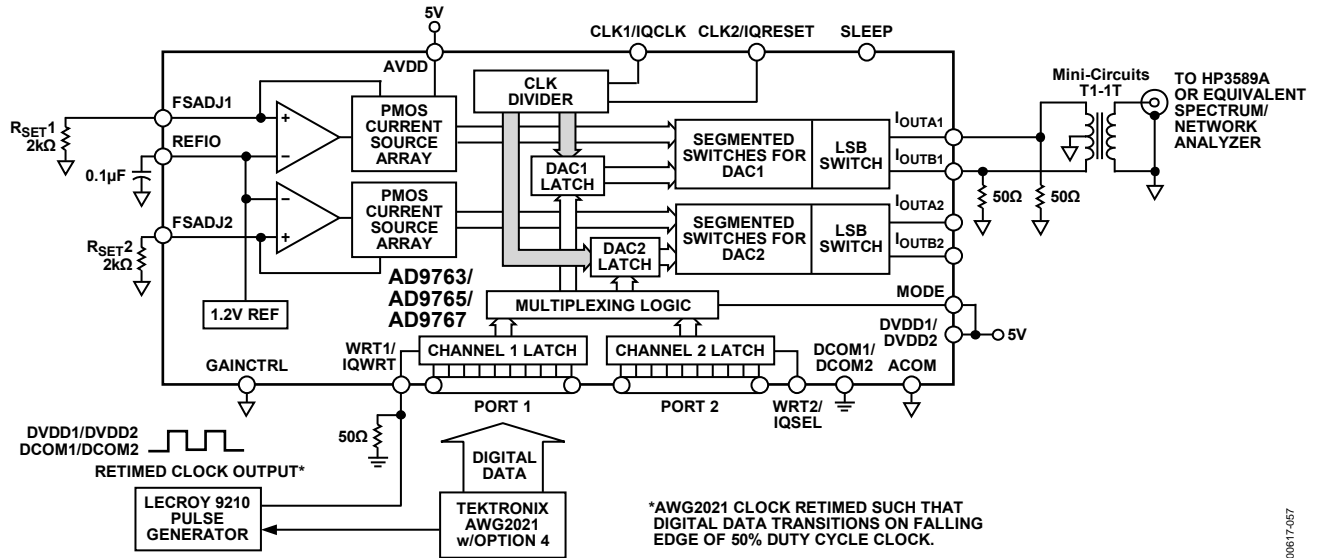 5V
CLK1/IQCLK
CLK2/IQRESET
SLEEP
AVDD
FSADJ1
RSET1
2kΩ
REFIO
0.1µF
FSADJ2
RSET2
2kΩ
PMOS
CURRENT
SOURCE
ARRAY
PMOS
CURRENT
SOURCE
ARRAY
+
−
−
+
1.2V REF
CLK
DIVIDER
DAC1
LATCH
DAC2
LATCH
SEGMENTED
SWITCHES FOR
DAC1
LSB
SWITCH
SEGMENTED
SWITCHES FOR
DAC2
LSB
SWITCH
IOUTA1
IOUTB1
IOUTA2
IOUTB2
50Ω
50Ω
Mini-Circuits
T1-1T
TO HP3589A
OR EQUIVALENT
SPECTRUM/
NETWORK
ANALYZER
AD9763/
AD9765/
AD9767
MULTIPLEXING LOGIC
MODE
DVDD1/
DVDD2
5V
CHANNEL 1 LATCH
CHANNEL 2 LATCH
WRT1/
IQWRT
GAINCTRL
DCOM1/
DCOM2
ACOM
PORT 1
PORT 2
WRT2/
IQSEL
50Ω
DVDD1/DVDD2
DCOM1/DCOM2
RETIMED CLOCK OUTPUT*
LECROY 9210
PULSE
GENERATOR
DIGITAL
DATA
TEKTRONIX
AWG2021
w/OPTION 4
*AWG2021 CLOCK RETIMED SUCH THAT
DIGITAL DATA TRANSITIONS ON FALLING
EDGE OF 50% DUTY CYCLE CLOCK.
00617-057